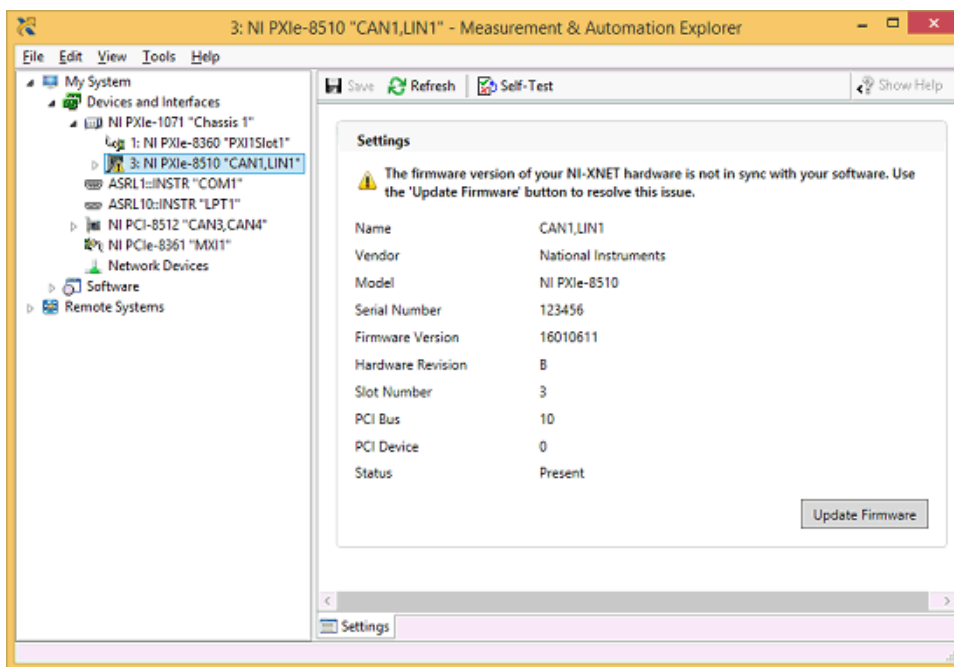 3: NI PXIe-8510 "CAN1,LIN1" - Measurement & Automation Explorer
File Edit View Tools Help
My System
Devices and Interfaces
NI PXIe-1071 "Chassis 1"
1: NI PXIe-8360 "PXI1Slot1"
3: NI PXIe-8510 "CAN1,LIN1"
ASRL1::INSTR "COM1"
ASRL10::INSTR "LPT1"
NI PCI-8512 "CAN3,CAN4"
NI PCIe-8361 "MXI1"
Network Devices
Software
Remote Systems
Save Refresh Self-Test Show Help
Settings
The firmware version of your NI-XNET hardware is not in sync with your software. Use
the 'Update Firmware' button to resolve this issue.
Name CAN1,LIN1
Vendor National Instruments
Model NI PXIe-8510
Serial Number 123456
Firmware Version 16010611
Hardware Revision B
Slot Number 3
PCI Bus 10
PCI Device 0
Status Present
Update Firmware
Settings